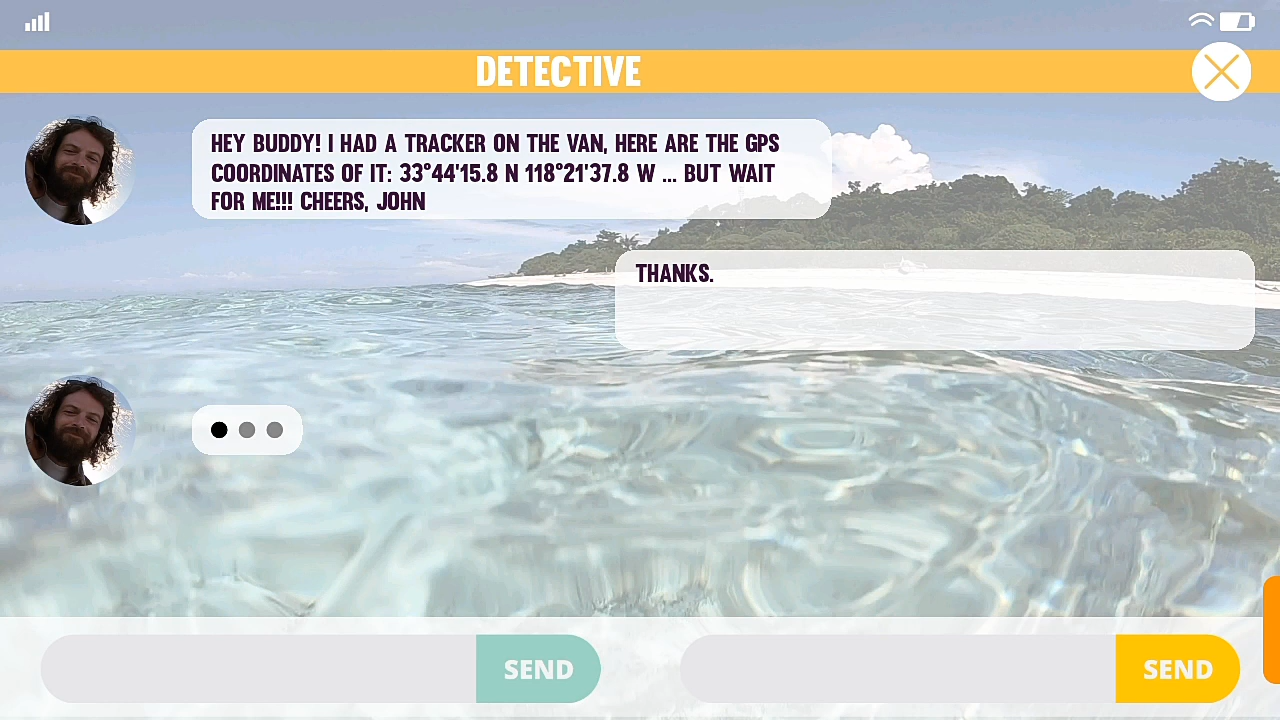 DETECTIVE
HEY BUDDY! I HAD A TRACKER ON THE VAN, HERE ARE THE GPS
COORDINATES OF IT: 33°44'15.8 N 118°21'37.8 W ... BUT WAIT
FOR ME!!! CHEERS, JOHN
THANKS.
SEND
SEND